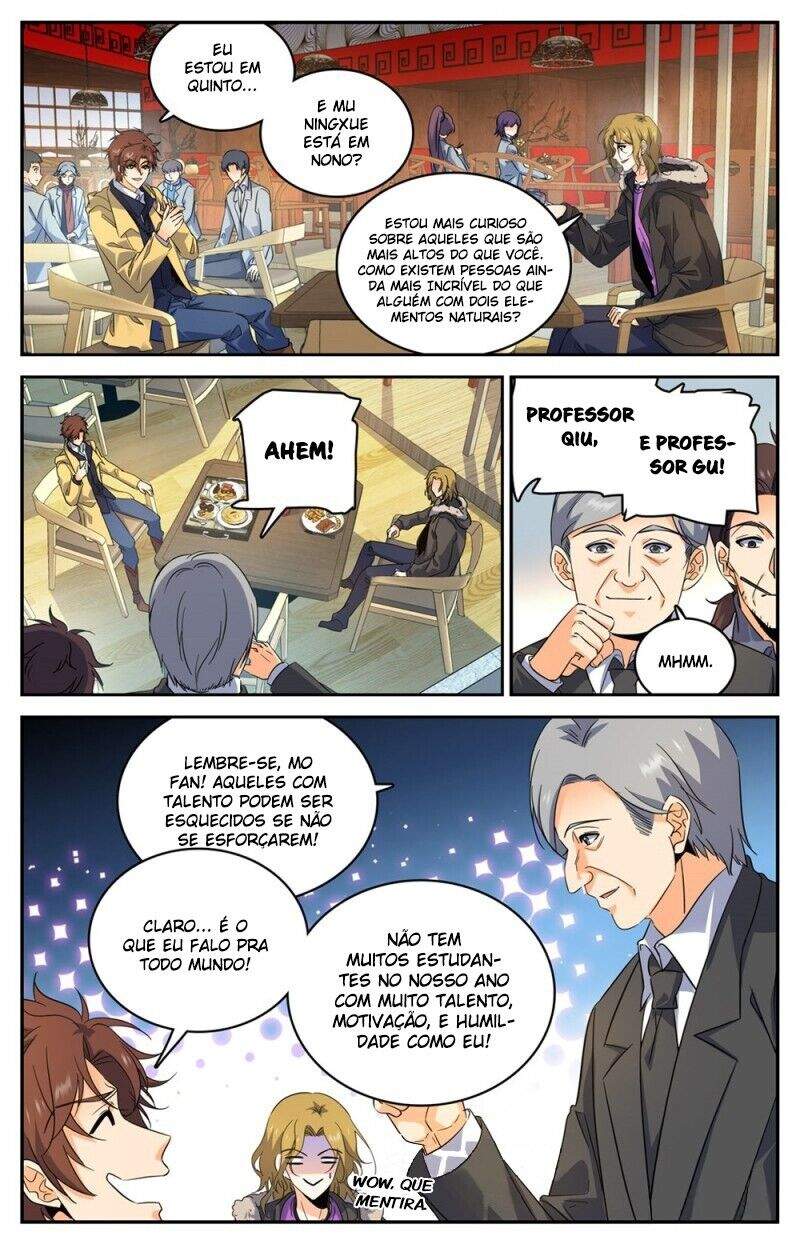 EU
ESTOU EM
QUINTO...
E MU
NINGXUE
ESTÁ EM
NONO?
ESTOU MAIS CURIOSO
SOBRE AQUELES QUE SÃO
MAIS ALTOS DO QUE VOCÊ.
COMO EXISTEM PESSOAS AIN-
DA MAIS INCRÍVEL DO QUE
ALGUÉM COM DOIS ELE-
MENTOS NATURAIS?
AHEM!
PROFESSOR
QIU,
E PROFES-
SOR GU!
MHMM.
LEMBRE-SE, MO
FAN! AQUELES COM
TALENTO PODEM SER
ESQUECIDOS SE NÃO
SE ESFORÇAREM!
CLARO... É O
QUE EU FALO PRA
TODO MUNDO!
NÃO TEM
MUITOS ESTUDAN-
TES NO NOSSO ANO
COM MUITO TALENTO,
MOTIVAÇÃO, E HUMIL-
DADE COMO EU!
WOW. QUE
MENTIRA.